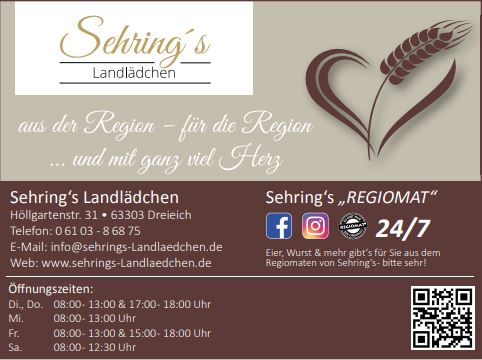 Sehring´s
Landlädchen
aus der Region – für die Region
... und mit ganz viel Herz
Sehring‘s Landlädchen
Höllgartenstr. 31 • 63303 Dreieich
Telefon: 0 61 03 - 8 68 75
E-Mail: info@sehrings-Landlaedchen.de
Web: www.sehrings-Landlaedchen.de
Sehring‘s „REGIOMAT“
REGIOMAT
24/7
Eier, Wurst & mehr gibt‘s für Sie aus dem
Regiomaten von Sehring‘s - bitte sehr!
Öffnungszeiten:
Di., Do. 08:00 - 13:00 & 17:00 - 18:00 Uhr
Mi. 08:00 - 13:00 Uhr
Fr. 08:00 - 13:00 & 15:00 - 18:00 Uhr
Sa. 08:00 - 12:30 Uhr